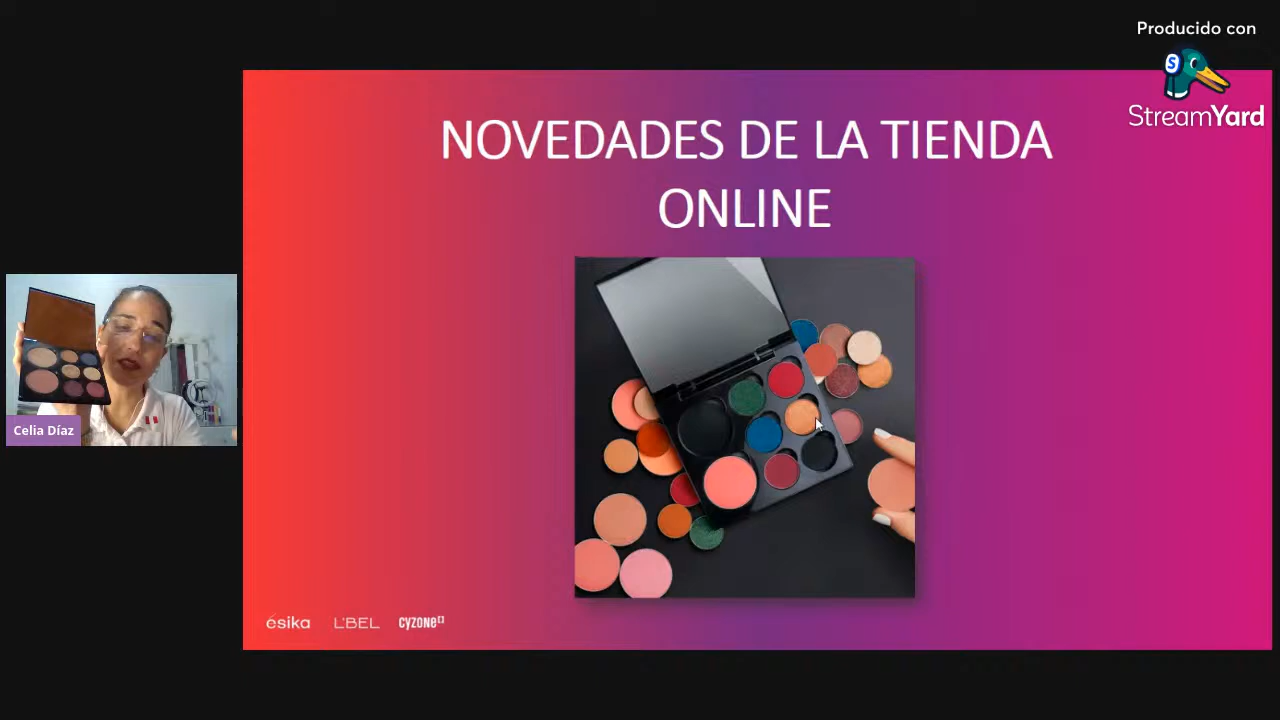 Producido con
StreamYard
NOVEDADES DE LA TIENDA
ONLINE
Celia Díaz
ésika L'BEL CYZONE